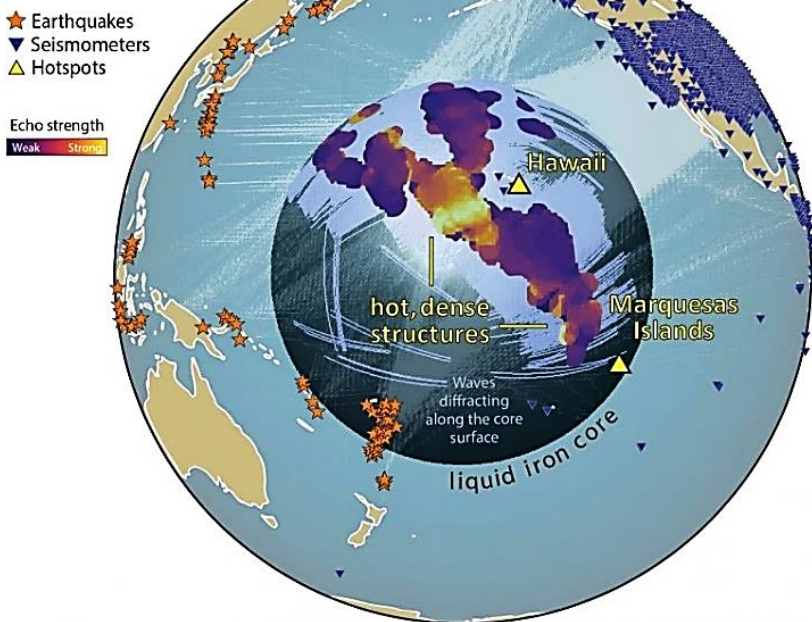 Earthquakes
Seismometers
Hotspots
Echo strength
Weak Strong
Hawaii
hot, dense
structures
Marquesas
Islands
Waves
diffracting
along the core
surface
liquid iron core